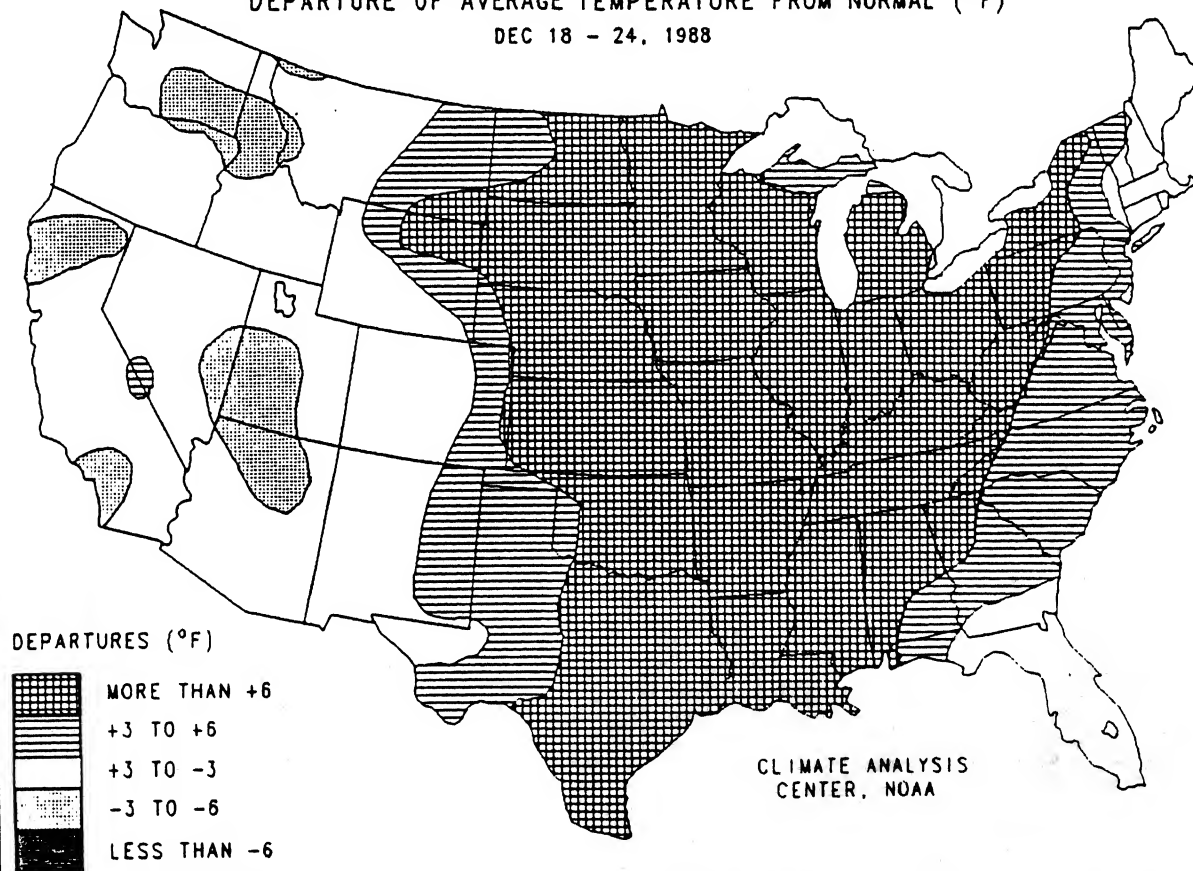 DEPARTURE OF AVERAGE TEMPERATURE FROM NORMAL (°F)
DEC 18 - 24, 1988
DEPARTURES (°F)
MORE THAN +6
+3 TO +6
+3 TO -3
-3 TO -6
LESS THAN -6
CLIMATE ANALYSIS
CENTER, NOAA